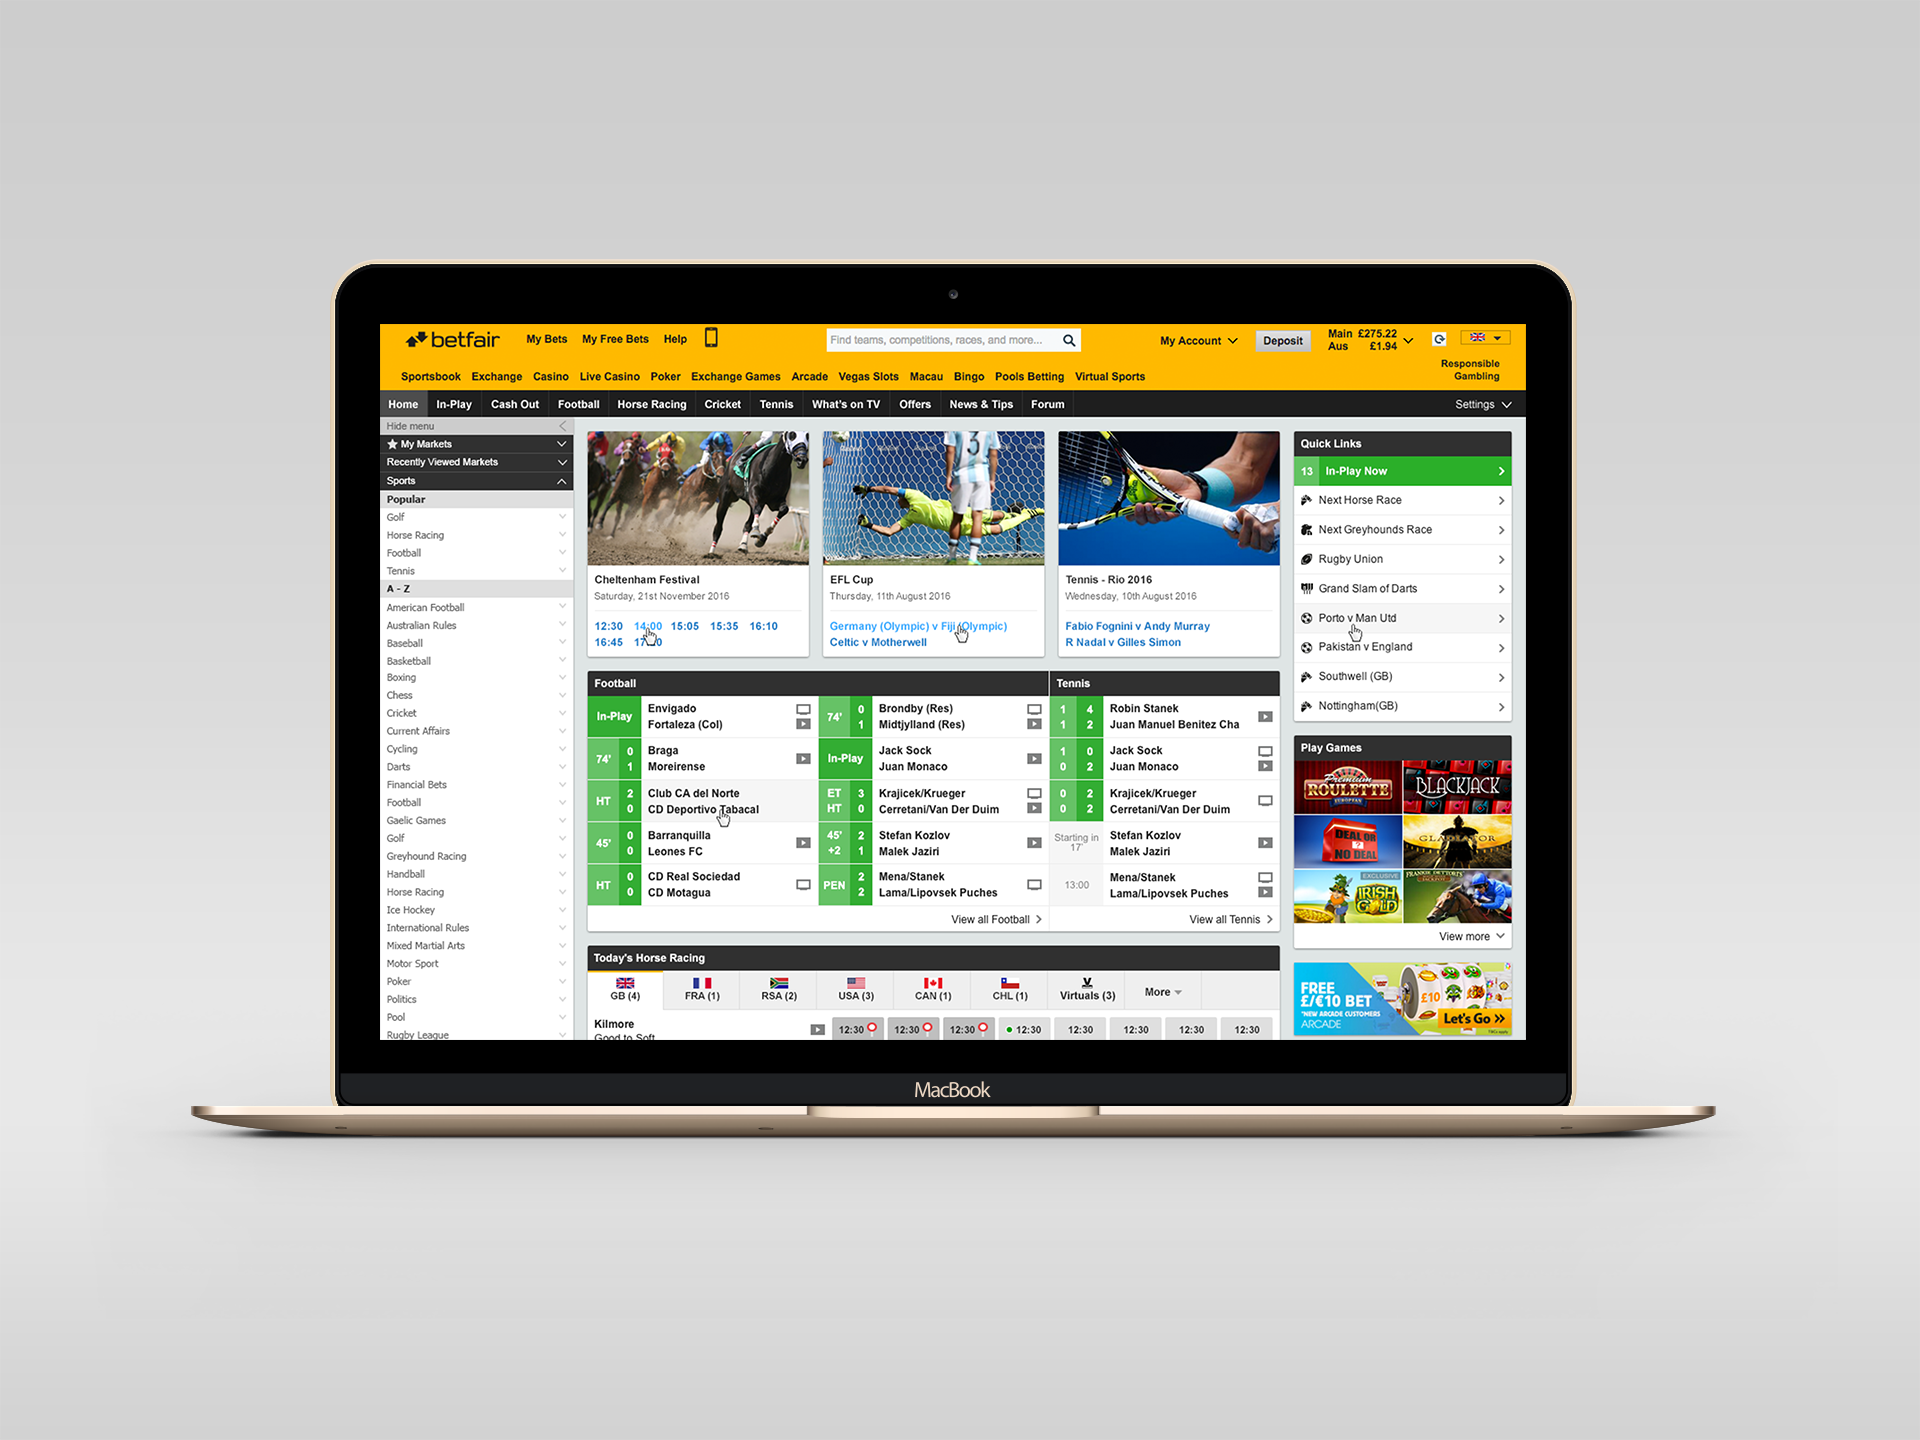 betfair My Bets My Free Bets Help
Find teams, competitions, races, and more...
My Account Deposit
Main £275.22
Aus £1.94
Responsible
Gambling
Sportsbook Exchange Casino Live Casino Poker Exchange Games Arcade Vegas Slots Macau Bingo Pools Betting Virtual Sports
Home In-Play Cash Out Football Horse Racing Cricket Tennis What's on TV Offers News & Tips Forum Settings
Hide menu
My Markets
Recently Viewed Markets
Sports
Popular
Golf
Horse Racing
Football
Tennis
A - Z
American Football
Australian Rules
Baseball
Basketball
Boxing
Chess
Cricket
Current Affairs
Cycling
Darts
Financial Bets
Football
Gaelic Games
Golf
Greyhound Racing
Handball
Horse Racing
Ice Hockey
International Rules
Mixed Martial Arts
Motor Sport
Poker
Politics
Pool
Rugby League
Cheltenham Festival
Saturday, 21st November 2016
12:30 14:00 15:05 15:35 16:10
16:45
3
EFL Cup
Thursday, 11th August 2016
Germany (Olympic) v Fiji (Olympic)
Celtic v Motherwell
Tennis - Rio 2016
Wednesday, 10th August 2016
Fabio Fognini v Andy Murray
R Nadal v Gilles Simon
Football
In-Play Envigado
Fortaleza (Col)
74' 0 Braga
1 Moreirense
HT 2 Club CA del Norte
0 CD Deportivo Tabacal
45' 0 Barranquilla
0 Leones FC
HT 0 CD Real Sociedad
0 CD Motagua
74' 0 Brondby (Res)
1 Midtjylland (Res)
In-Play Jack Sock
Juan Monaco
ET 3 Krajicek/Krueger
HT 0 Cerretani/Van Der Duim
45' 2 Stefan Kozlov
+2 1 Malek Jaziri
PEN 2 Mena/Stanek
2 Lama/Lipovsek Puches
View all Football
Tennis
1 4 Robin Stanek
1 2 Juan Manuel Benitez Cha
1 0 Jack Sock
0 2 Juan Monaco
0 2 Krajicek/Krueger
0 2 Cerretani/Van Der Duim
Starting in
17'
Stefan Kozlov
Malek Jaziri
13:00 Mena/Stanek
Lama/Lipovsek Puches
View all Tennis
Today's Horse Racing
GB (4) FRA (1) RSA (2) USA (3) CAN (1) CHL (1) Virtuals (3) More
Kilmore
Good to Soft
12:30 12:30 12:30 12:30 12:30 12:30 12:30 12:30
Quick Links
13 In-Play Now
Next Horse Race
Next Greyhounds Race
Rugby Union
Grand Slam of Darts
Porto v Man Utd
Pakistan v England
Southwell (GB)
Nottingham(GB)
Play Games
Premium
ROULETTE
EUROPEAN
BLACKJACK
DEAL OR
?
NO DEAL
GLADIATOR
EXCLUSIVE
IRISH
GOLD
FRANKIE DETTORI'S
View more
FREE
£/€10 BET
*NEW ARCADE CUSTOMERS
ARCADE
£10
Let's Go »
MacBook